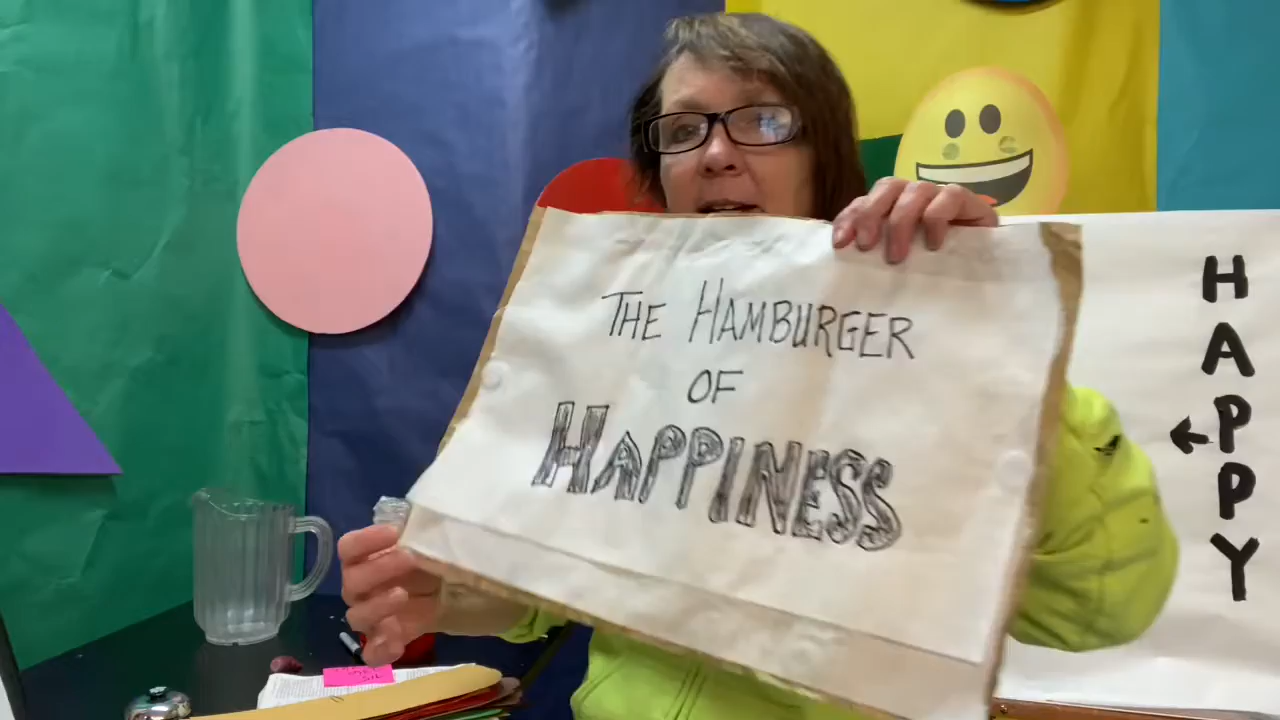 THE HAMBURGER
OF
HAPPINESS
H
A
←P
P
Y